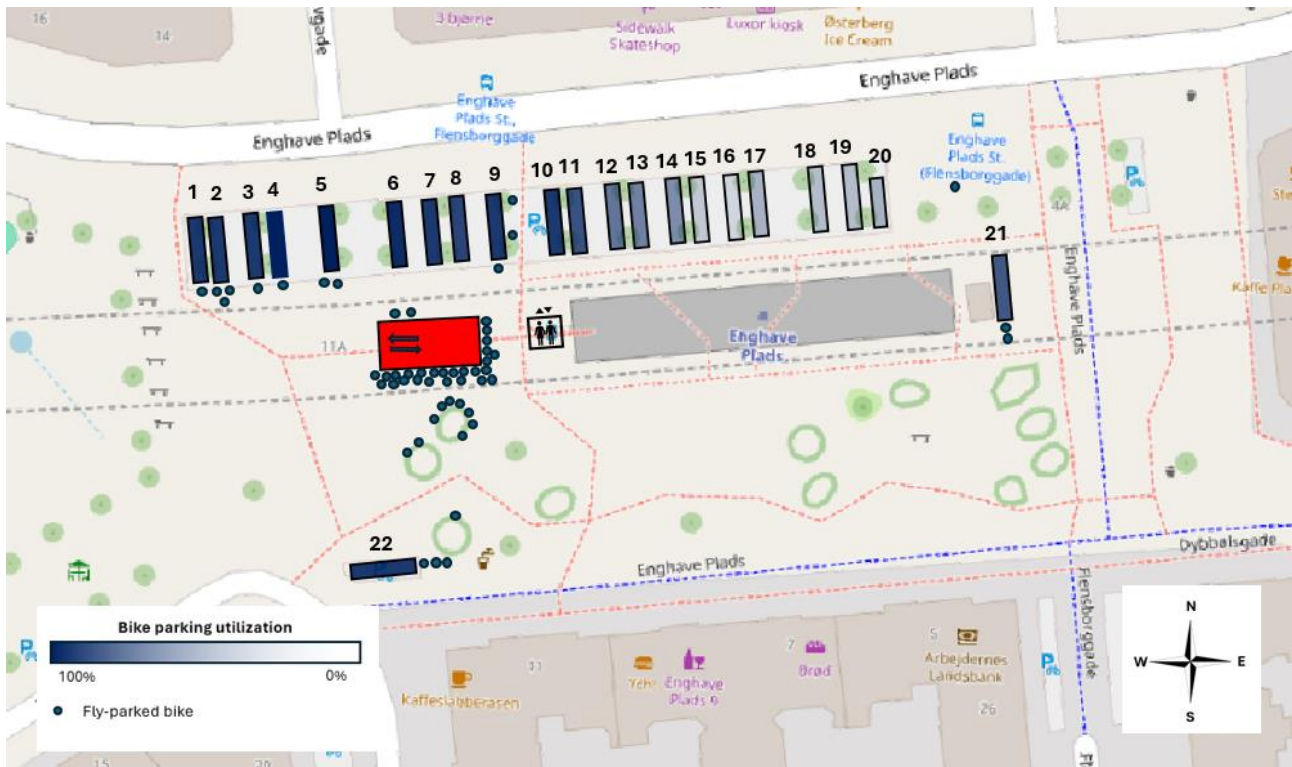 16
14
3 bjørne
Sidewalk
Skateshop
Luxor kiosk
Østerberg
Ice Cream
Enghave Plads
Enghave Plads
Enghave
Plads St.,
Flensborggade
Enghave
Plads St.
(Flensborggade)
1 2 3 4 5 6 7 8 9 10 11 12 13 14 15 16 17 18 19 20
4A
21
Enghave Plads
11A
Enghave
Plads
22
Enghave Plads
Dybbølsgade
Flensborggade
Bike parking utilization
100% 0%
Fly-parked bike
Kaffeslabberasen
31
Enghave
Plads 9
7
Brød
5
Arbejdernes
Landsbank
26
N
W E
S
15